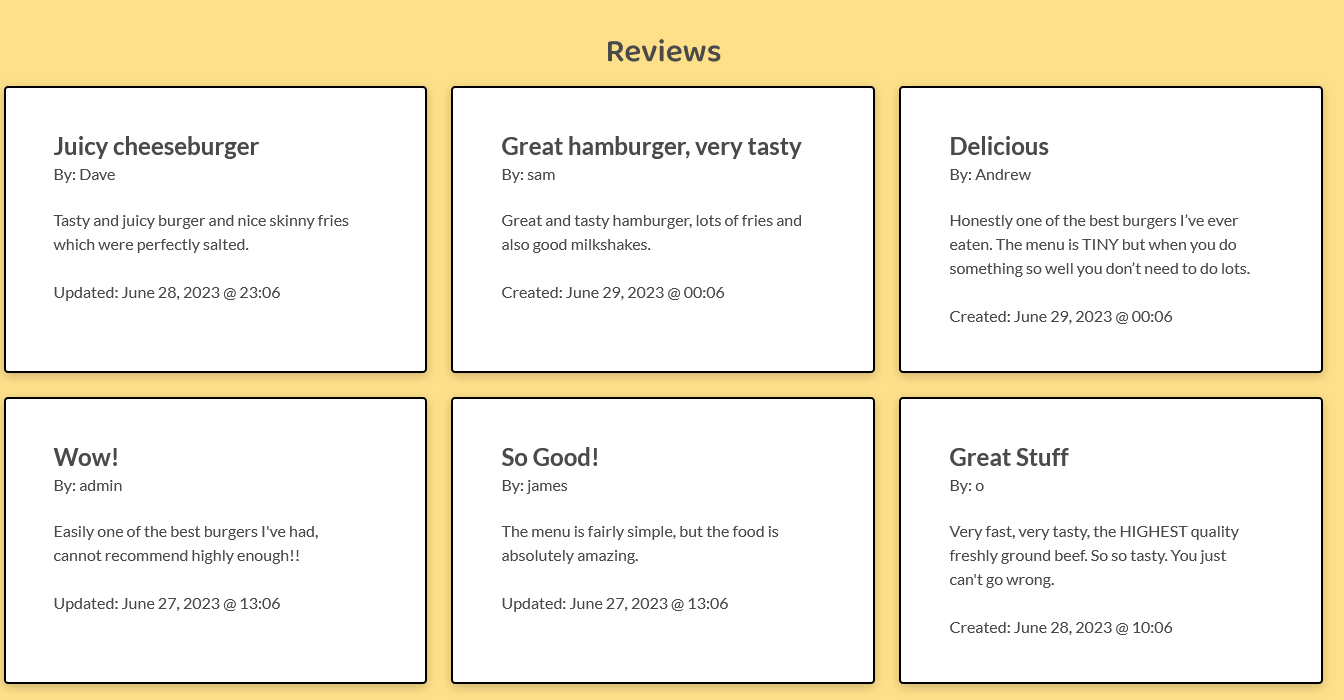 Reviews
Juicy cheeseburger
By: Dave
Tasty and juicy burger and nice skinny fries
which were perfectly salted.
Updated: June 28, 2023 @ 23:06
Great hamburger, very tasty
By: sam
Great and tasty hamburger, lots of fries and
also good milkshakes.
Created: June 29, 2023 @ 00:06
Delicious
By: Andrew
Honestly one of the best burgers I’ve ever
eaten. The menu is TINY but when you do
something so well you don’t need to do lots.
Created: June 29, 2023 @ 00:06
Wow!
By: admin
Easily one of the best burgers I've had,
cannot recommend highly enough!!
Updated: June 27, 2023 @ 13:06
So Good!
By: james
The menu is fairly simple, but the food is
absolutely amazing.
Updated: June 27, 2023 @ 13:06
Great Stuff
By: o
Very fast, very tasty, the HIGHEST quality
freshly ground beef. So so tasty. You just
can't go wrong.
Created: June 28, 2023 @ 10:06